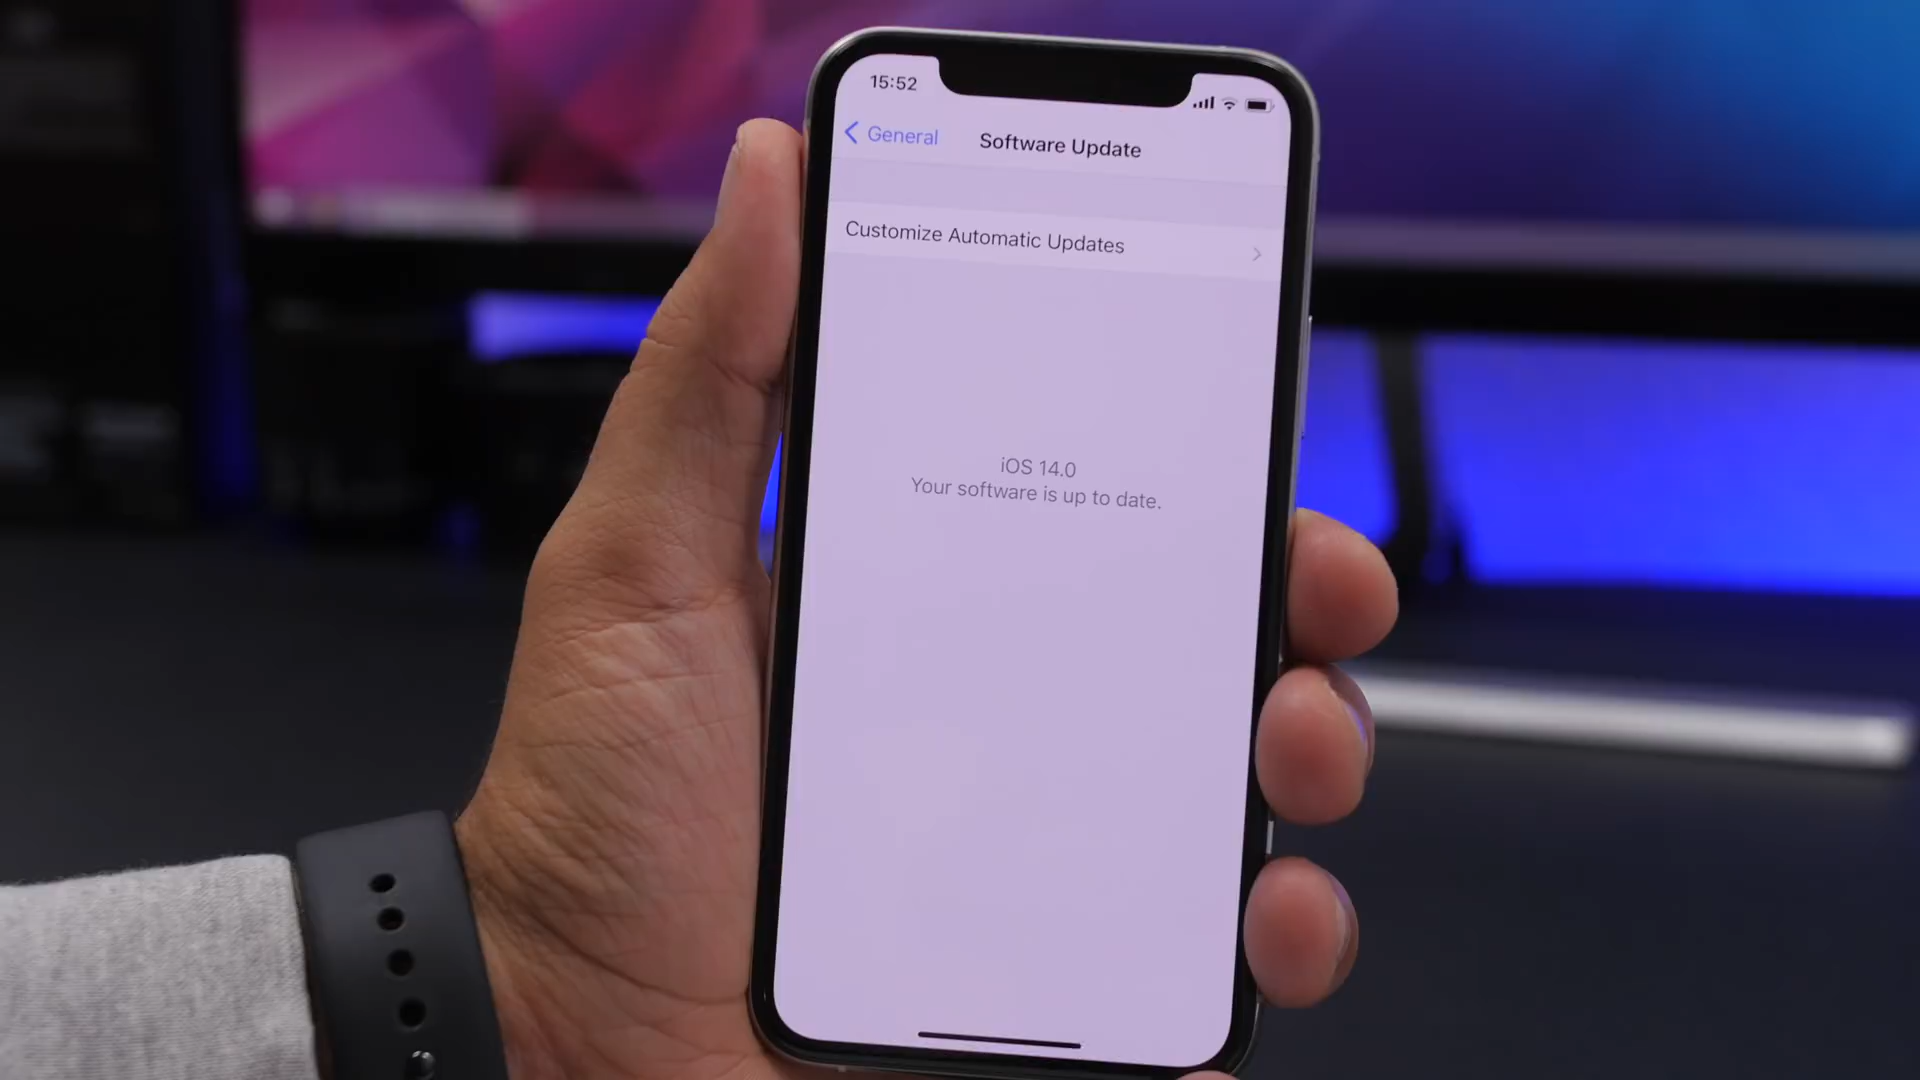 15:52
General
Software Update
Customize Automatic Updates
iOS 14.0
Your software is up to date.